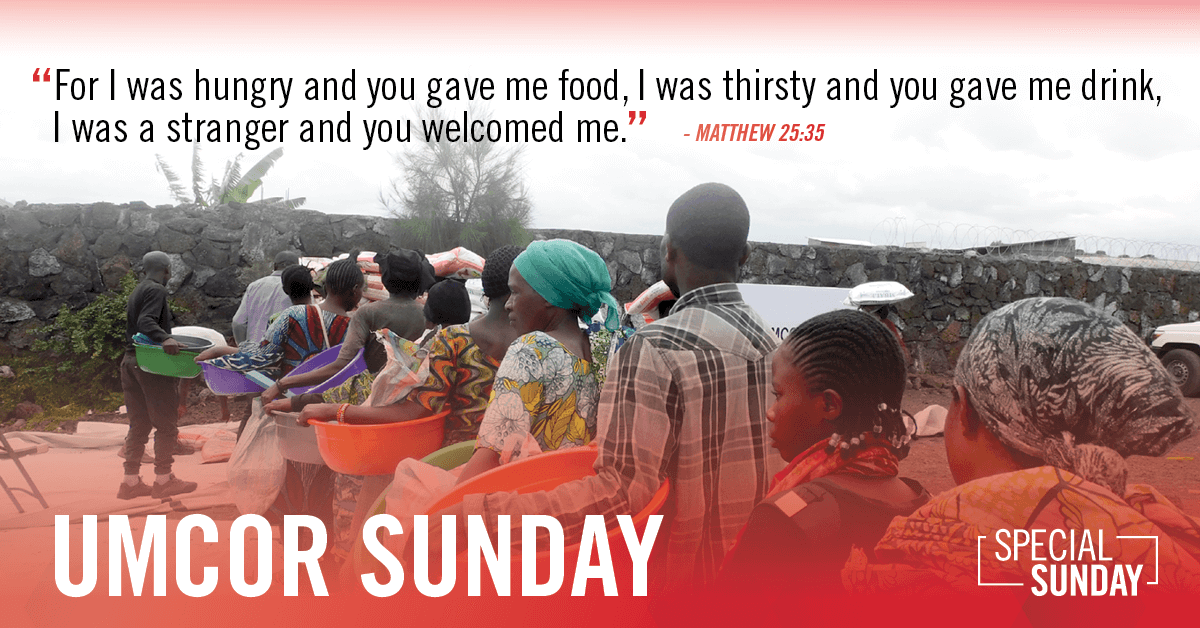 “For I was hungry and you gave me food, I was thirsty and you gave me drink,
I was a stranger and you welcomed me.” - MATTHEW 25:35
UMCOR SUNDAY
SPECIAL
SUNDAY